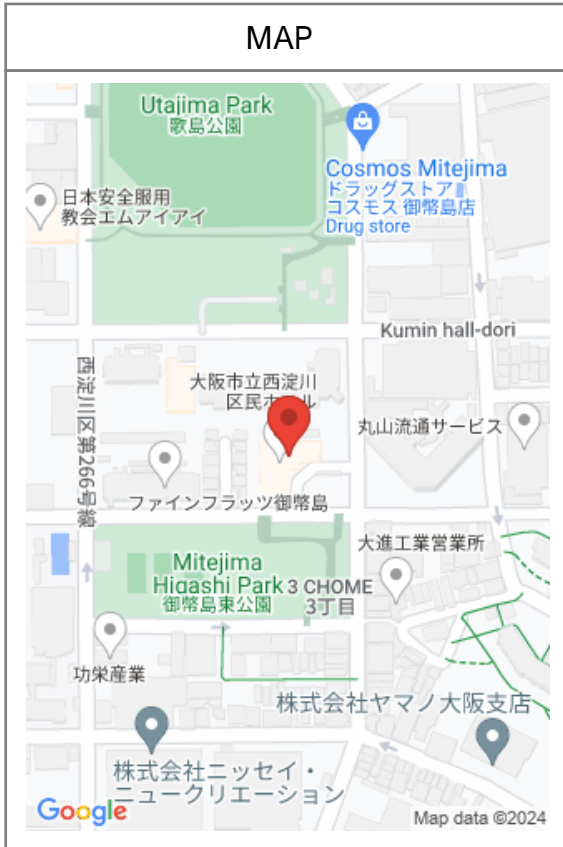 MAP
Utajima Park
歌島公園
Cosmos Mitejima
ドラッグストア
コスモス 御幣島店
Drug store
日本安全服用
教会エムアイアイ
Kumin hall-dori
西淀川区第266号線
大阪市立西淀川
区民ホール
丸山流通サービス
ファインフラッツ御幣島
大進工業営業所
Mitejima
Higashi Park
御幣島東公園
3 CHOME
3丁目
功栄産業
株式会社ヤマノ大阪支店
株式会社ニッセイ・
ニュークリエーション
Google
Map data ©2024